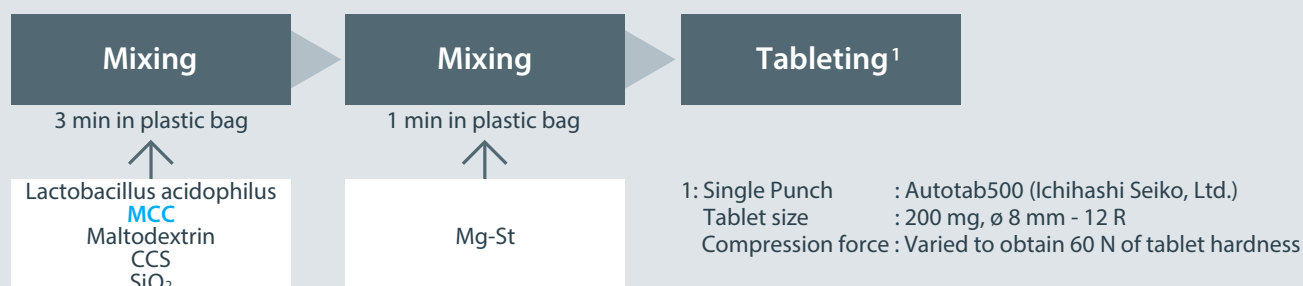 Mixing
Mixing
Tableting¹
3 min in plastic bag
1 min in plastic bag
Lactobacillus acidophilus
MCC
Maltodextrin
CCS
SiO₂
Mg-St
1: Single Punch : Autotab500 (Ichihashi Seiko, Ltd.)
Tablet size : 200 mg, ø 8 mm - 12 R
Compression force : Varied to obtain 60 N of tablet hardness